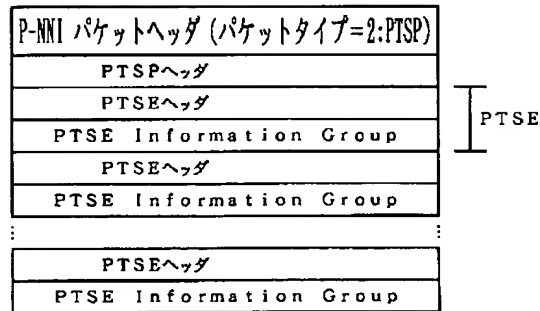 P-NNI パケットヘッダ (パケットタイプ=2:PTSP)
PTSPヘッダ
PTSEヘッダ
PTSE Information Group
PTSE
PTSEヘッダ
PTSE Information Group
PTSEヘッダ
PTSE Information Group